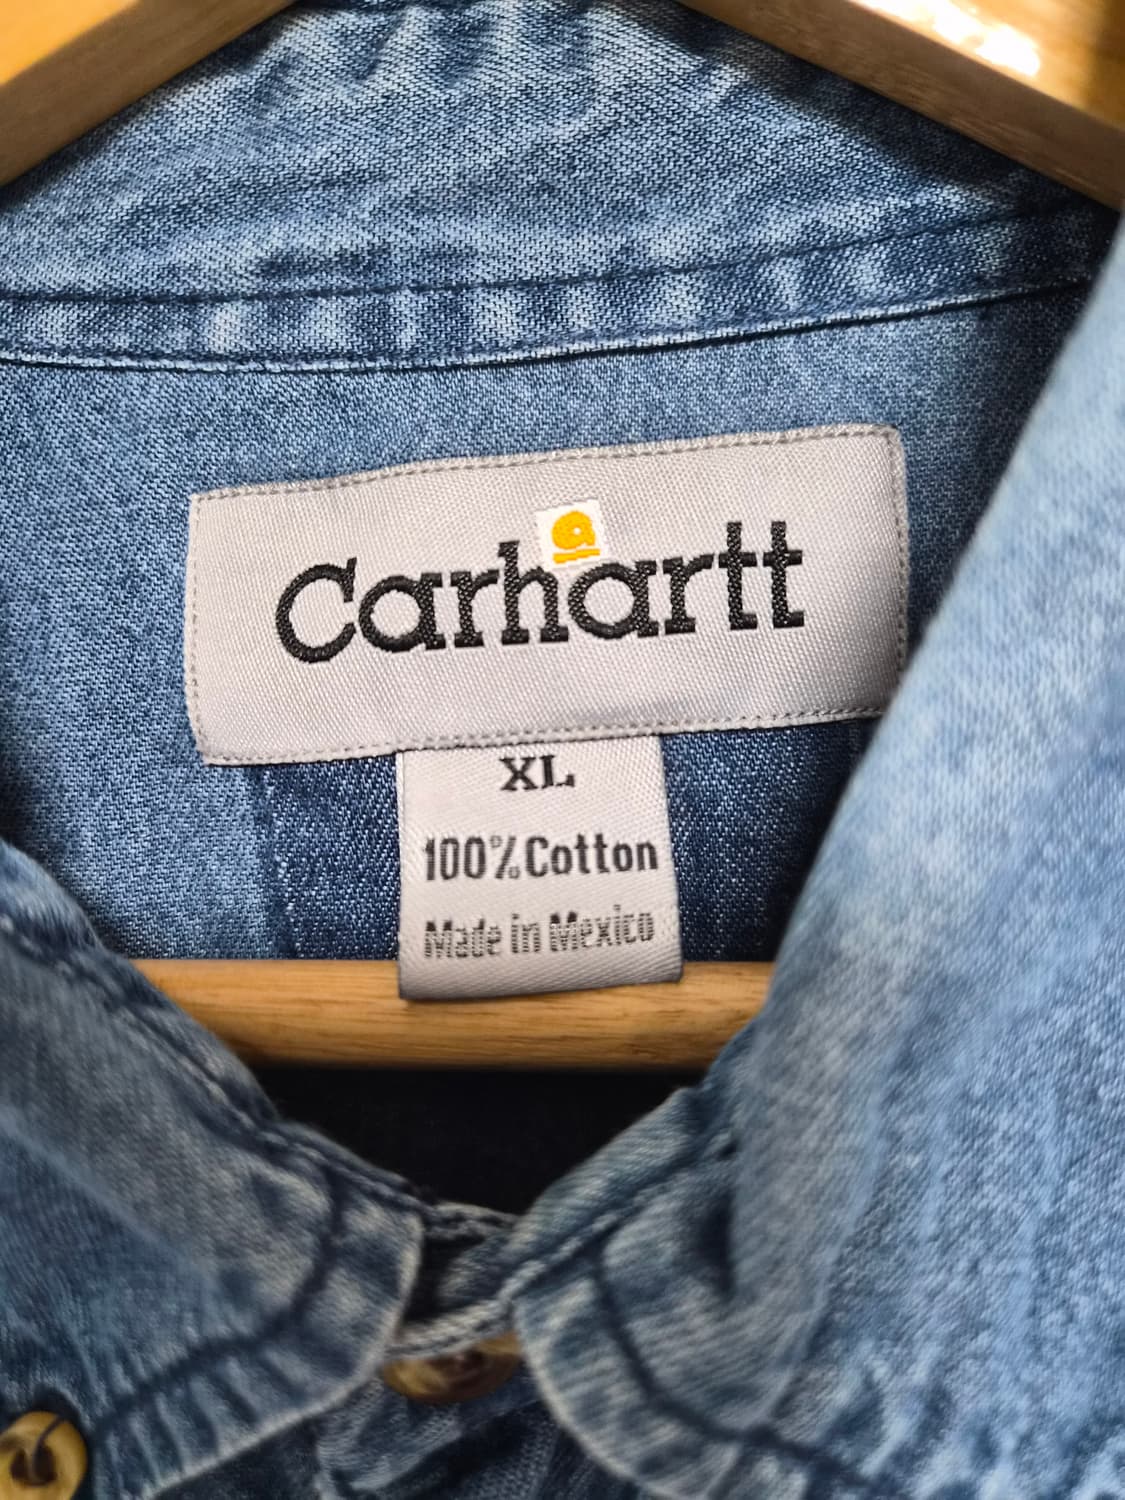 Carhartt
XL
100% Cotton
Made in Mexico